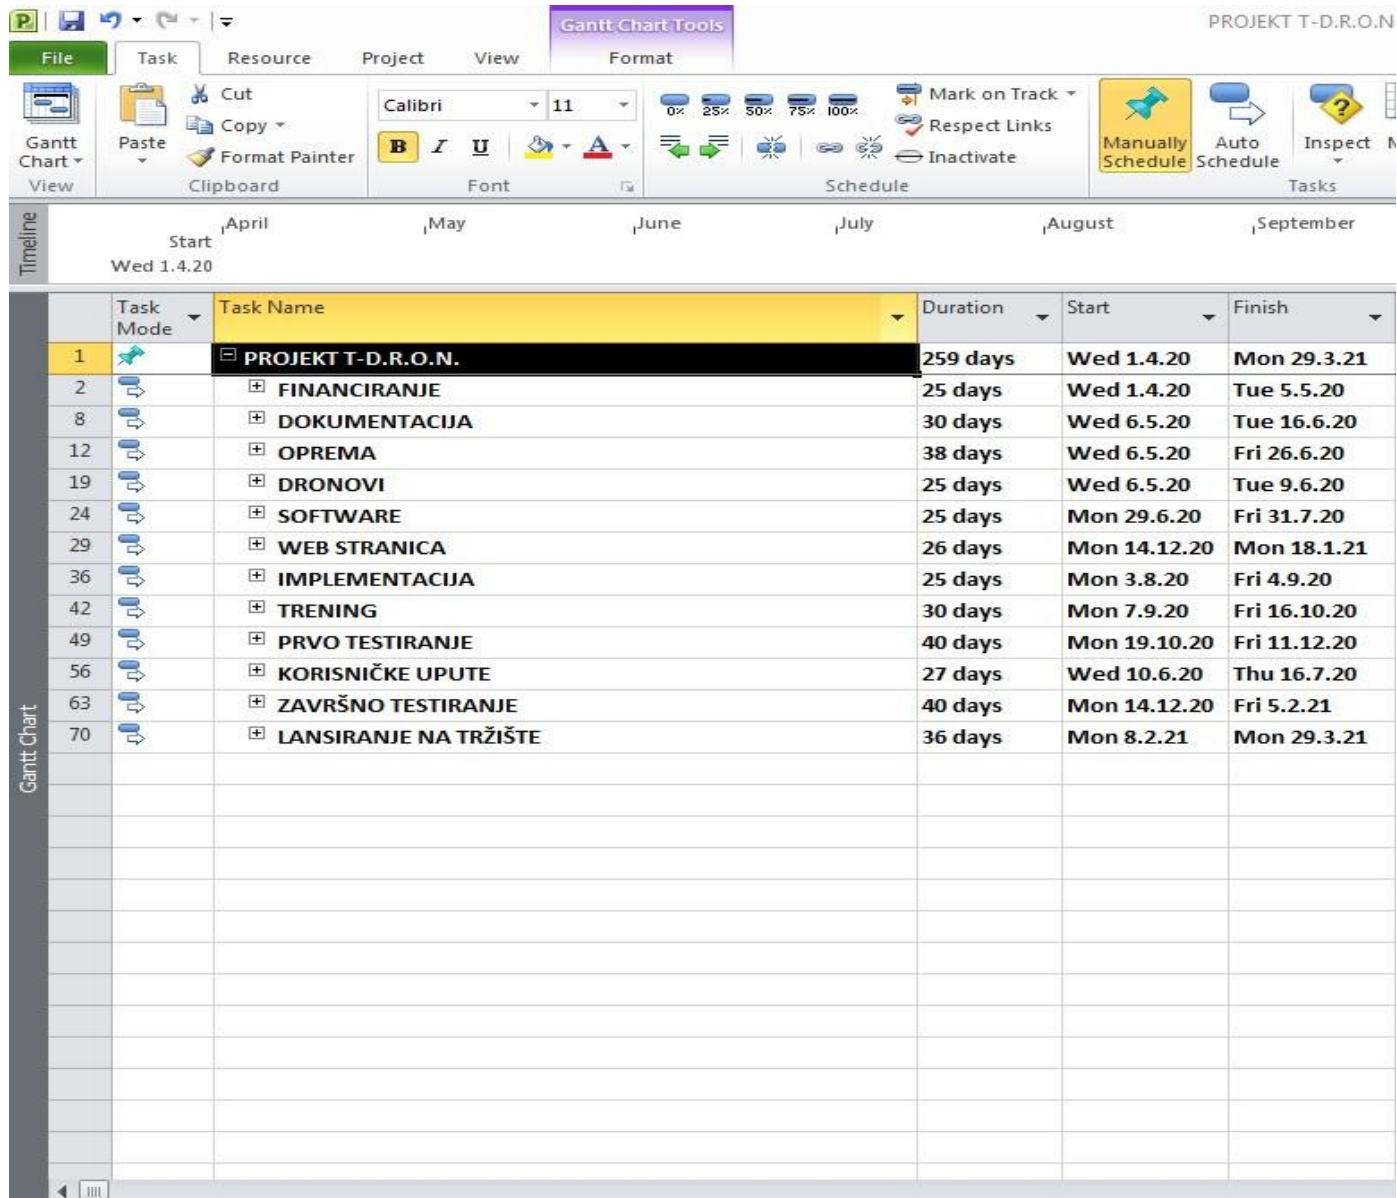 PROJEKT T-D.R.O.N
Gantt Chart Tools
File Task Resource Project View Format
Gantt Chart
View
Paste
Cut
Copy
Format Painter
Clipboard
Calibri 11
B I U A
Font
0% 25% 50% 75% 100%
Mark on Track
Respect Links
Inactivate
Schedule
Manually Schedule
Auto Schedule
Inspect
Tasks
Timeline
Start
Wed 1.4.20
April May June July August September
Gantt Chart
Task Mode Task Name Duration Start Finish
1 PROJEKT T-D.R.O.N. 259 days Wed 1.4.20 Mon 29.3.21
2 FINANCIRANJE 25 days Wed 1.4.20 Tue 5.5.20
8 DOKUMENTACIJA 30 days Wed 6.5.20 Tue 16.6.20
12 OPREMA 38 days Wed 6.5.20 Fri 26.6.20
19 DRONOVI 25 days Wed 6.5.20 Tue 9.6.20
24 SOFTWARE 25 days Mon 29.6.20 Fri 31.7.20
29 WEB STRANICA 26 days Mon 14.12.20 Mon 18.1.21
36 IMPLEMENTACIJA 25 days Mon 3.8.20 Fri 4.9.20
42 TRENING 30 days Mon 7.9.20 Fri 16.10.20
49 PRVO TESTIRANJE 40 days Mon 19.10.20 Fri 11.12.20
56 KORISNIČKE UPUTE 27 days Wed 10.6.20 Thu 16.7.20
63 ZAVRŠNO TESTIRANJE 40 days Mon 14.12.20 Fri 5.2.21
70 LANSIRANJE NA TRŽIŠTE 36 days Mon 8.2.21 Mon 29.3.21